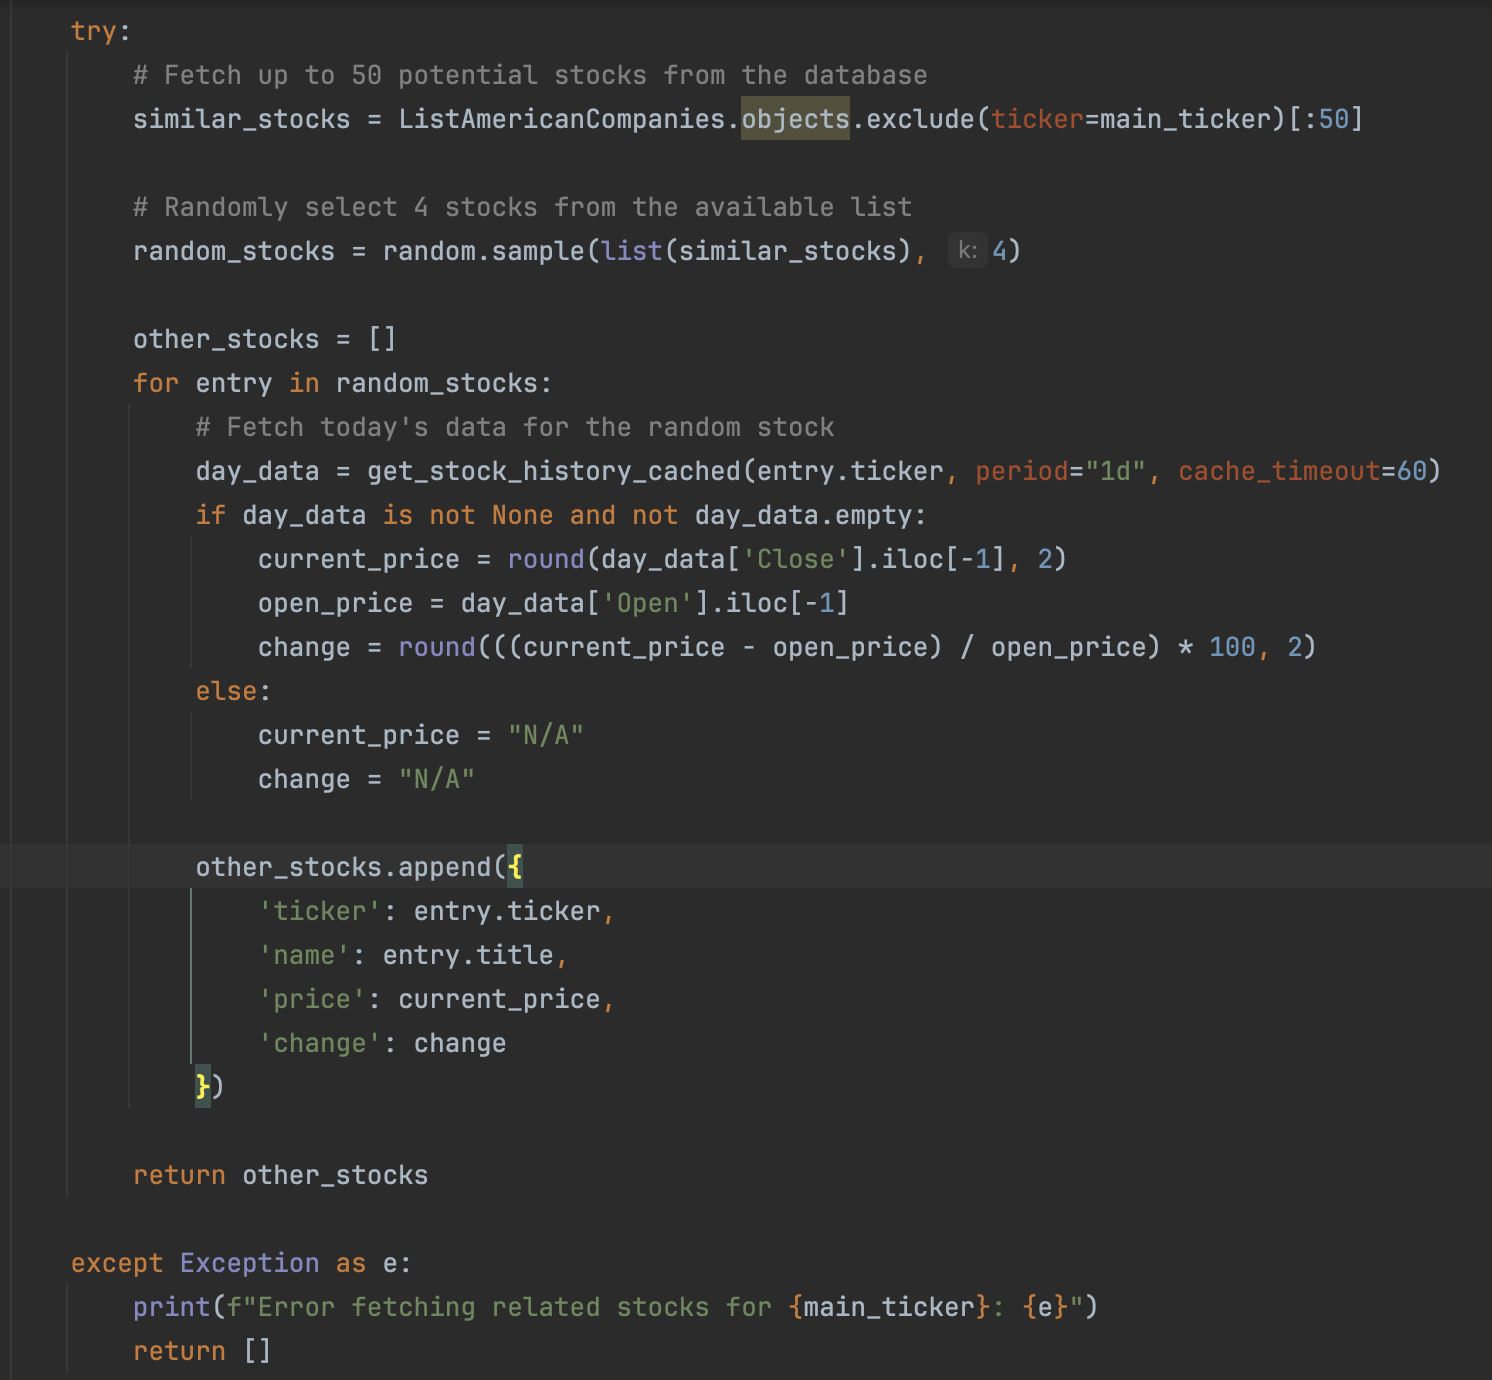 try:
# Fetch up to 50 potential stocks from the database
similar_stocks = ListAmericanCompanies.objects.exclude(ticker=main_ticker)[:50]
# Randomly select 4 stocks from the available list
random_stocks = random.sample(list(similar_stocks), k: 4)
other_stocks = []
for entry in random_stocks:
# Fetch today's data for the random stock
day_data = get_stock_history_cached(entry.ticker, period="1d", cache_timeout=60)
if day_data is not None and not day_data.empty:
current_price = round(day_data['Close'].iloc[-1], 2)
open_price = day_data['Open'].iloc[-1]
change = round(((current_price - open_price) / open_price) * 100, 2)
else:
current_price = "N/A"
change = "N/A"
other_stocks.append({
'ticker': entry.ticker,
'name': entry.title,
'price': current_price,
'change': change
})
return other_stocks
except Exception as e:
print(f"Error fetching related stocks for {main_ticker}: {e}")
return []